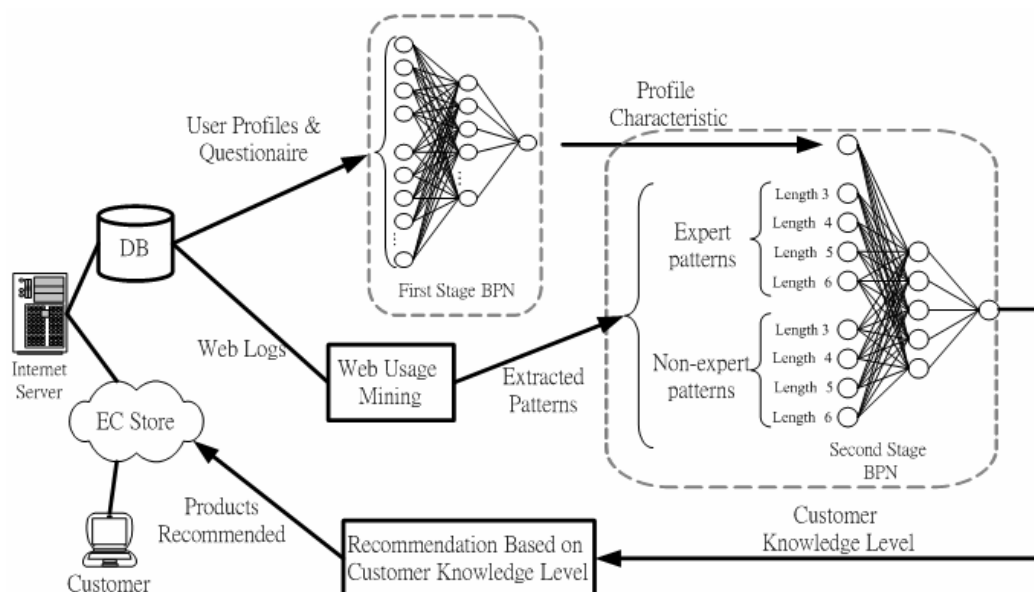 User Profiles &
Questionaire
First Stage BPN
Profile
Characteristic
DB
Internet
Server
Web Logs
Web Usage
Mining
Extracted
Patterns
Expert
patterns
Length 3
Length 4
Length 5
Length 6
Non-expert
patterns
Length 3
Length 4
Length 5
Length 6
Second Stage
BPN
EC Store
Customer
Products
Recommended
Recommendation Based on
Customer Knowledge Level
Customer
Knowledge Level